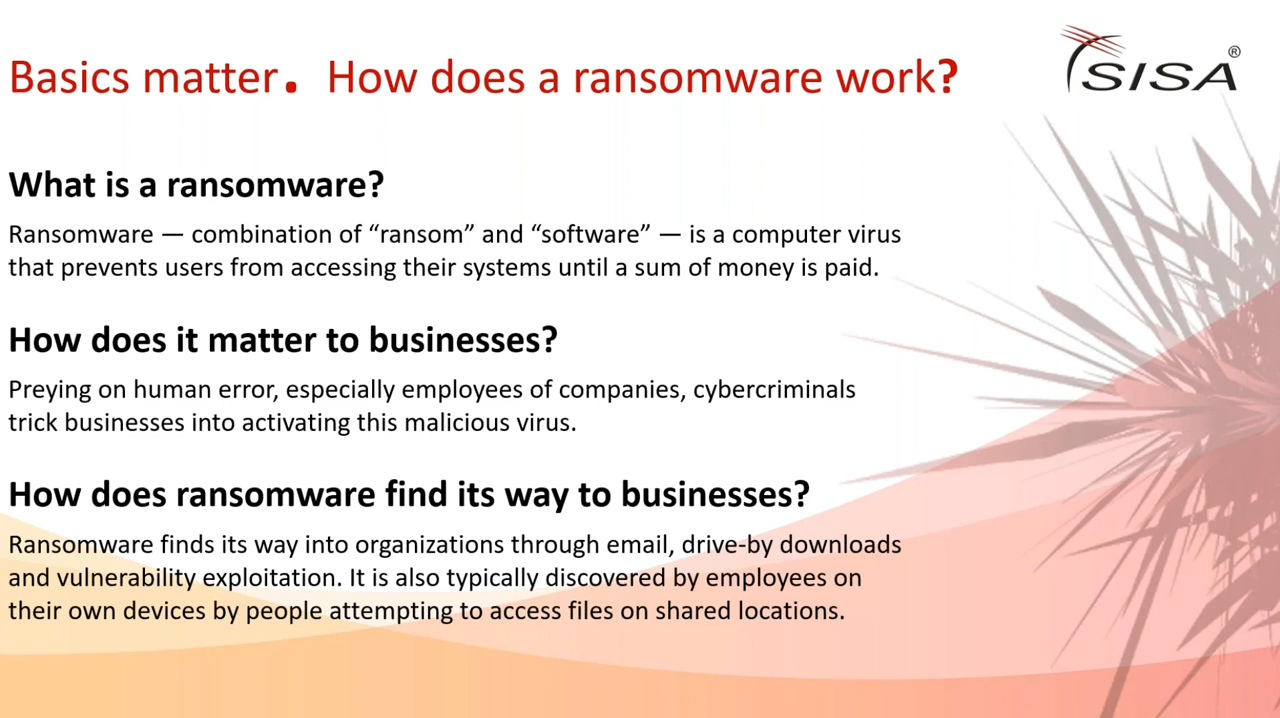 Basics matter. How does a ransomware work?
SISA®
What is a ransomware?
Ransomware — combination of “ransom” and “software” — is a computer virus
that prevents users from accessing their systems until a sum of money is paid.
How does it matter to businesses?
Preying on human error, especially employees of companies, cybercriminals
trick businesses into activating this malicious virus.
How does ransomware find its way to businesses?
Ransomware finds its way into organizations through email, drive-by downloads
and vulnerability exploitation. It is also typically discovered by employees on
their own devices by people attempting to access files on shared locations.